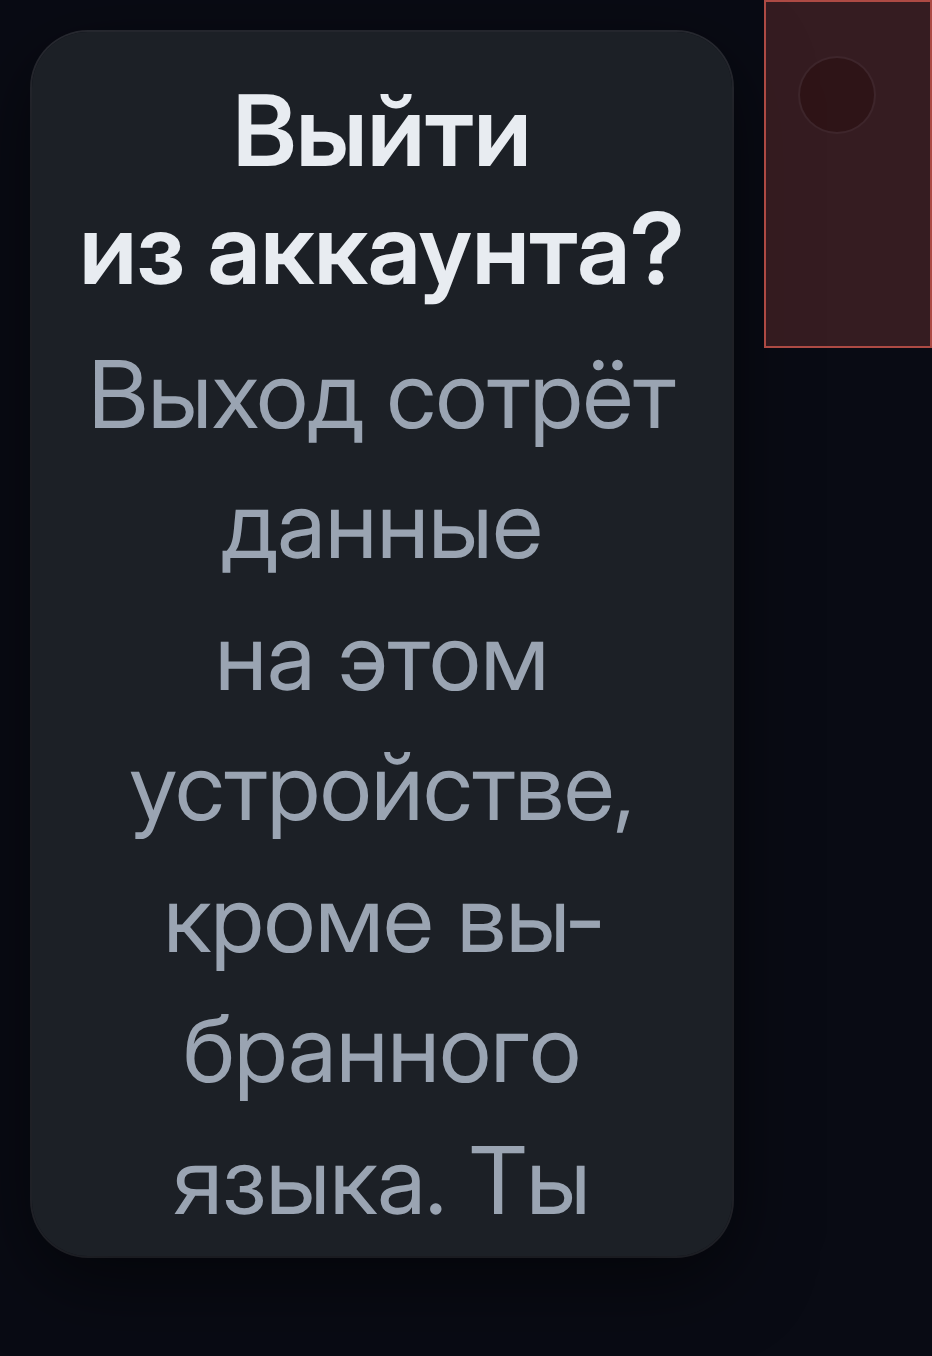 Выйти
из аккаунта?
Выход сотрёт
данные
на этом
устройстве,
кроме вы-
бранного
языка. Ты